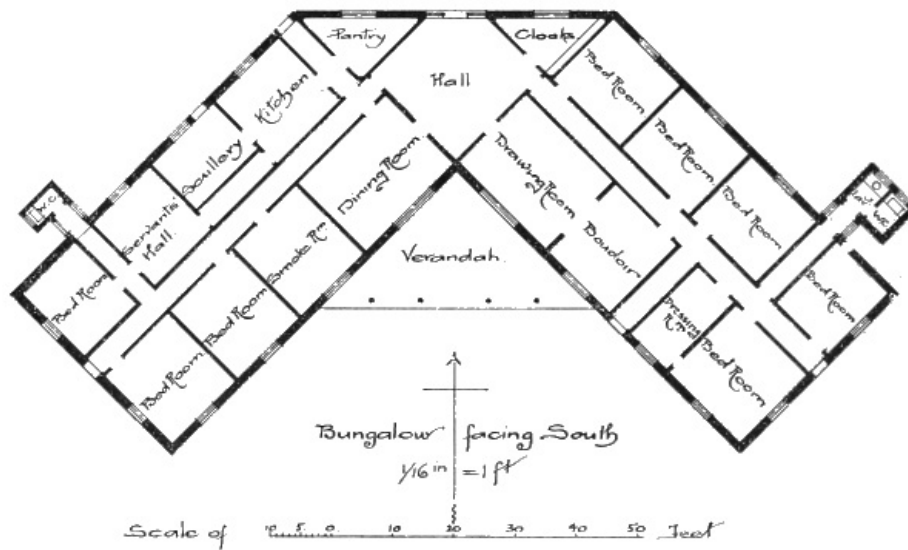 Pantry
Cloaks
Hall
Kitchen
Bed Room
Scullery
Bed Room
Dining Room
Drawing Room
Servants'
Hall
W.C
Bed Room
Lav.
W.C
Smoke Rm
Boudoir
Verandah
Bed Room
Bed Room
Bed Room
Dressing
Rm
Bed Room
Bed Room
Bungalow facing South
1/16 in = 1 ft
Scale of
10 5 0 10 20 30 40 50
Feet